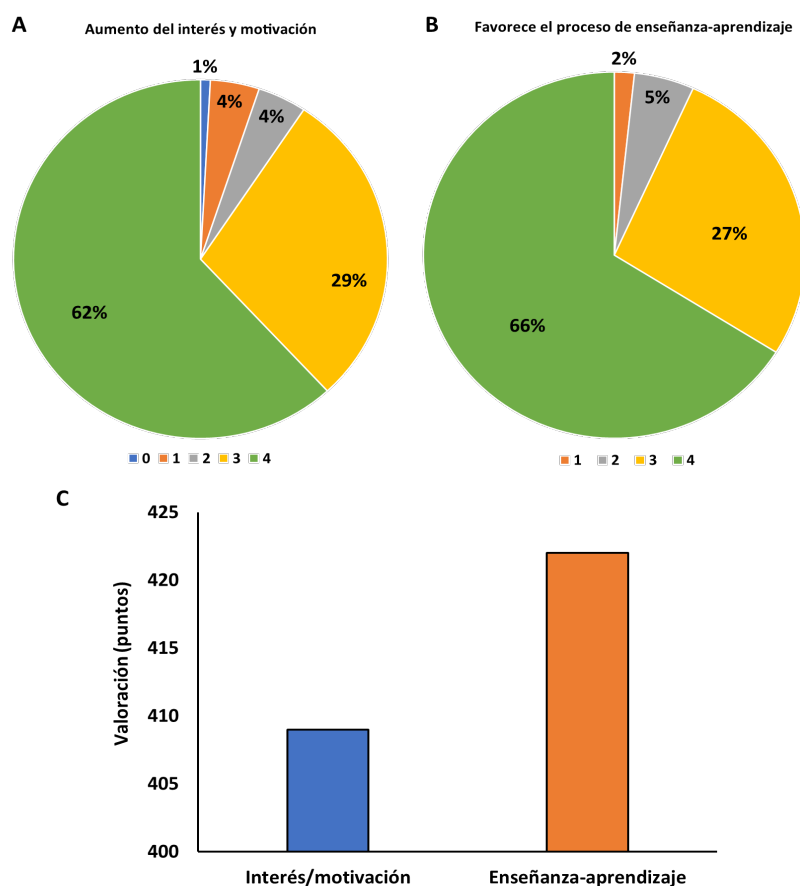 A
Aumento del interés y motivación
1%
4%
4%
29%
62%
0 1 2 3 4
B
Favorece el proceso de enseñanza-aprendizaje
2%
5%
27%
66%
1 2 3 4
C
Valoración (puntos)
425
420
415
410
405
400
Interés/motivación Enseñanza-aprendizaje